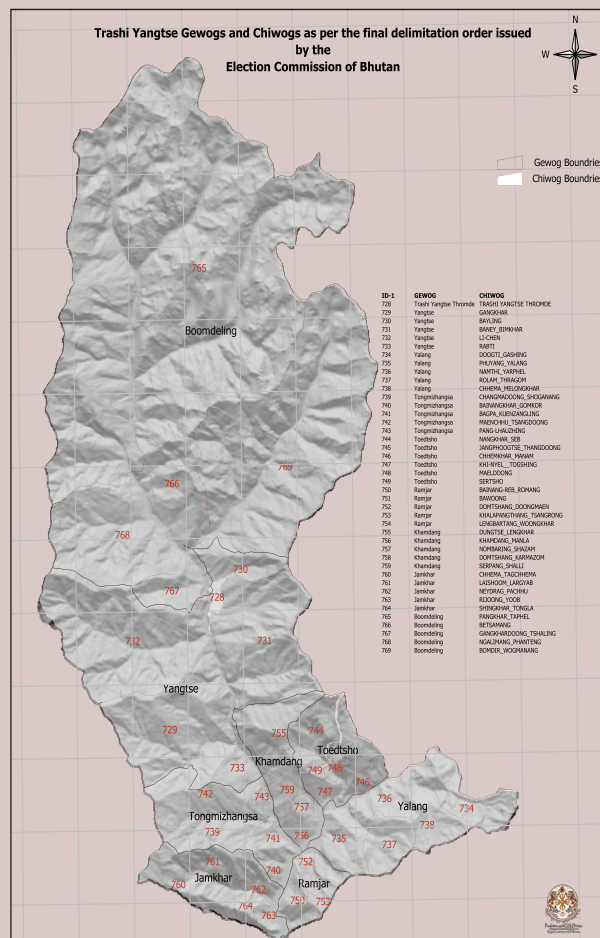 Trashi Yangtse Gewogs and Chiwogs as per the final delimitation order issued
by the
Election Commission of Bhutan
N
W
E
S
Gewog Boundries
Chiwog Boundries
ID-1 GEWOG CHIWOG
728 Trashi Yangtse Thromde TRASHI YANGTSE THROMDE
729 Yangtse GANGKHAR
730 Yangtse BAYLING
731 Yangtse BANEY_BIMKHAR
732 Yangtse LI-CHEN
733 Yangtse RABTI
734 Yalang DOOGTI_GASHING
735 Yalang PHUYANG_YALANG
736 Yalang NAMTHI_YARPHEL
737 Yalang ROLAM_THRAGOM
738 Yalang CHHEMA_MELONGKHAR
739 Tongmizhangsa CHANGMADOONG_SHOGANANG
740 Tongmizhangsa BAINANGKHAR_GOMKOR
741 Tongmizhangsa BAGPA_KUENZANGLING
742 Tongmizhangsa MAENCHHU_TSANGDOONG
743 Tongmizhangsa PANG-LHAUZHING
744 Toedtsho NANGKHAR_SEB
745 Toedtsho JANGPHOOGTSE_THANGDOONG
746 Toedtsho CHHEMKHAR_MANAM
747 Toedtsho KHI-NYEL__TOGSHING
748 Toedtsho MAELDOONG
749 Toedtsho SERTSHO
750 Ramjar BAINANG-REB_ROMANG
751 Ramjar BAWOONG
752 Ramjar DOMTSHANG_DOONGMAEN
753 Ramjar KHALAPANGTHANG_TSANGRONG
754 Ramjar LENGBARTANG_WOONGKHAR
755 Khamdang DUNGTSE_LENGKHAR
756 Khamdang KHAMDANG_MANLA
757 Khamdang NOMBARING_SHAZAM
758 Khamdang DOMTSHANG_KARMAZOM
759 Khamdang SERPANG_SHALLI
760 Jamkhar CHHEMA_TAGCHHEMA
761 Jamkhar LAISHOOM_LARGYAB
762 Jamkhar NEYDRAG_PACHHU
763 Jamkhar RIJOONG_YOOB
764 Jamkhar SHINGKHAR_TONGLA
765 Boomdeling PANGKHAR_TAPHEL
766 Boomdeling BETSAMANG
767 Boomdeling GANGKHARDOONG_TSHALING
768 Boomdeling NGALIMANG_PHANTENG
769 Boomdeling BOMDIR_WOGMANANG
765
Boomdeling
769
766
768
730
767
728
732
731
Yangtse
729
755
744
Toedtsho
Khamdang
733
749
748
746
759
747
742
743
736
Yalang
734
757
Tongmizhangsa
739
738
741
756
735
737
761
752
740
Jamkhar
760
762
Ramjar
764
763